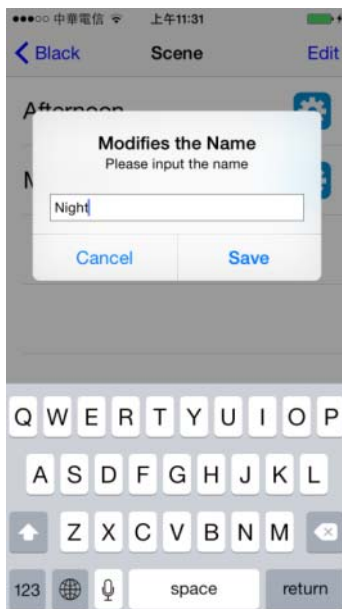 中華電信 上午11:31
Black Scene Edit
Afternoon
M
Modifies the Name
Please input the name
Night
Cancel Save
Q W E R T Y U I O P
A S D F G H J K L
Z X C V B N M
123 space return